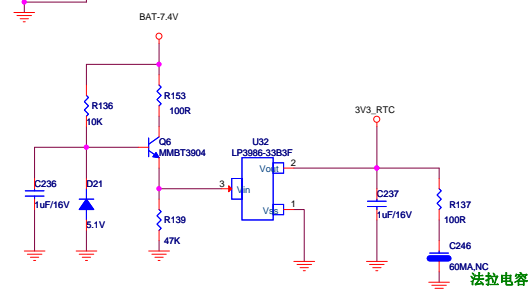 BAT-7.4V
R136
10K
R153
100R
Q6
MMBT3904
U32
LP3986-33B3F
3V3_RTC
Vout
2
3
Vin
Vss
1
C236
1uF/16V
D21
5.1V
R139
47K
C237
1uF/16V
R137
100R
C246
60MA,NC
法拉电容